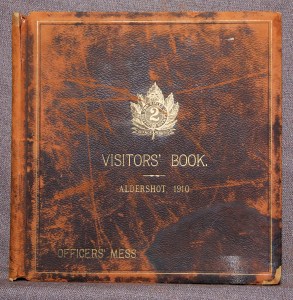 2
VISITORS' BOOK.
ALDERSHOT 1910
OFFICERS' MESS